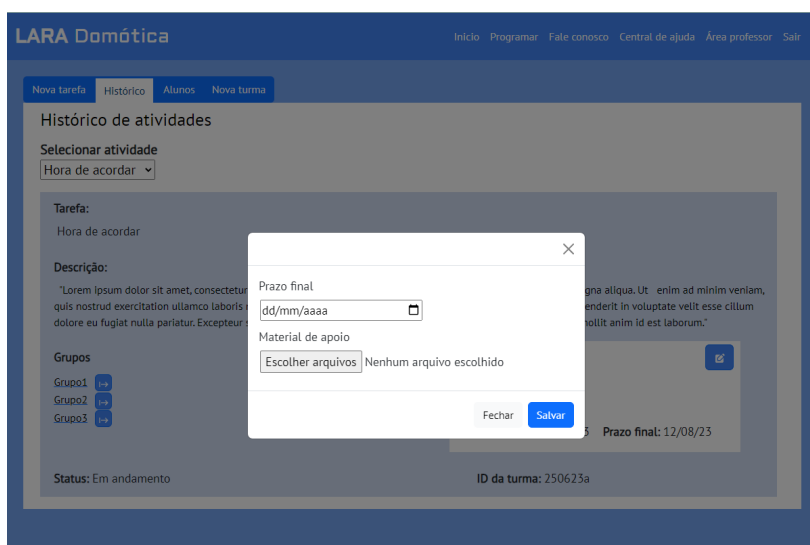 LARA Domótica
Início Programar Fale conosco Central de ajuda Área professor Sair
Nova tarefa Histórico Alunos Nova turma
Histórico de atividades
Selecionar atividade
Hora de acordar
Tarefa:
Hora de acordar
Descrição:
"Lorem ipsum dolor sit amet, consectetur gna aliqua. Ut enim ad minim veniam,
quis nostrud exercitation ullamco laboris enderit in voluptate velit esse cillum
dolore eu fugiat nulla pariatur. Excepteur mollit anim id est laborum."
Prazo final
dd/mm/aaaa
Material de apoio
Escolher arquivos Nenhum arquivo escolhido
Fechar Salvar
Grupos
Grupo1
Grupo2
Grupo3
3 Prazo final: 12/08/23
Status: Em andamento ID da turma: 250623a